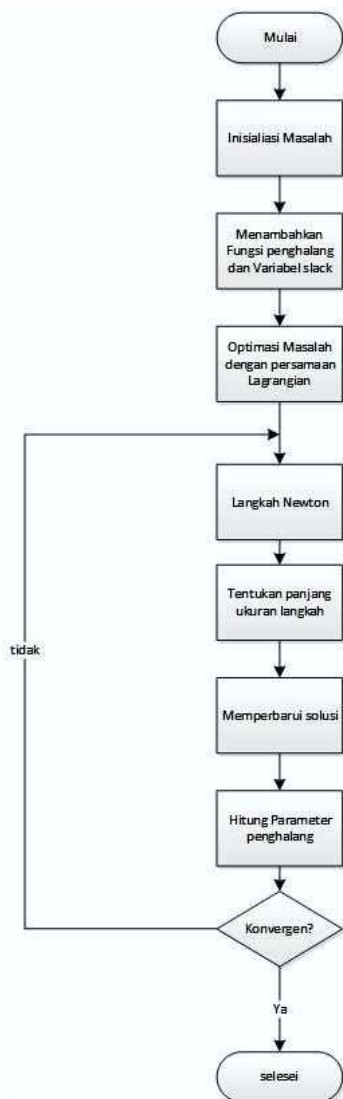 Mulai
Inisialiasi Masalah
Menambahkan
Fungsi penghalang
dan Variabel slack
Optimasi Masalah
dengan persamaan
Lagrangian
Langkah Newton
Tentukan panjang
ukuran langkah
tidak
Memperbarui solusi
Hitung Parameter
penghalang
Konvergen?
Ya
selesei